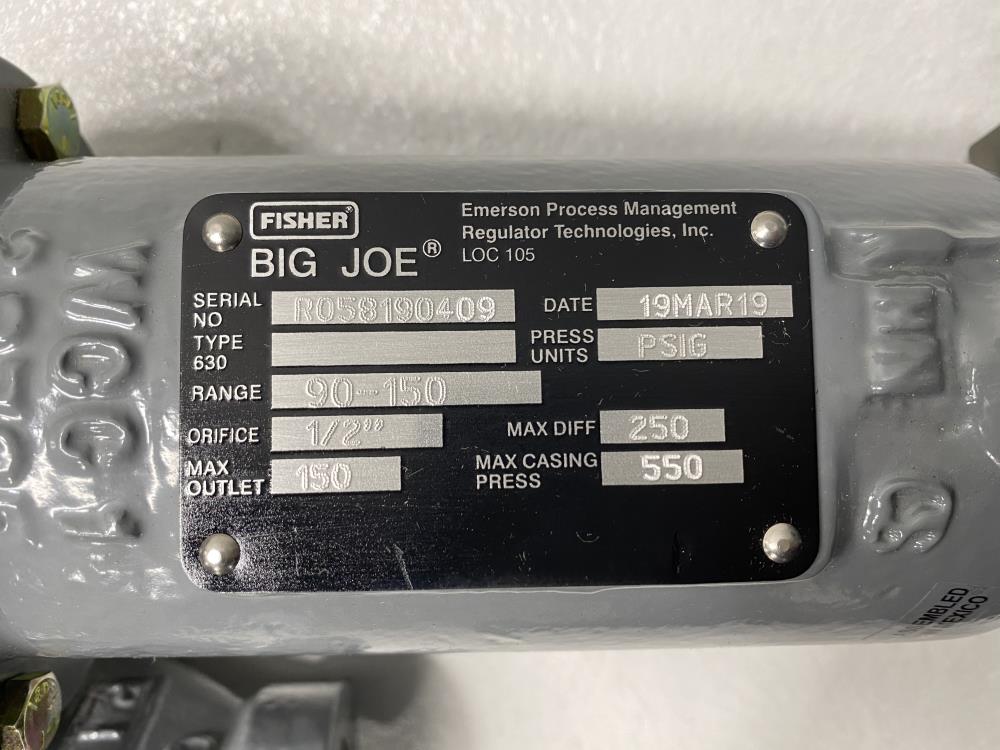 FISHER®
BIG JOE®
Emerson Process Management
Regulator Technologies, Inc.
LOC 105
SERIAL NO R058190409
DATE 19MAR19
TYPE 630
PRESS UNITS PSIG
RANGE 90-150
ORIFICE 1/2"
MAX DIFF 250
MAX OUTLET 150
MAX CASING PRESS 550
WCC1